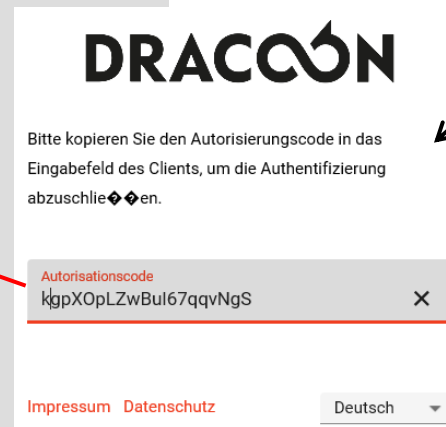 DRACOON
Bitte kopieren Sie den Autorisierungscode in das
Eingabefeld des Clients, um die Authentifizierung
abzuschlie��en.
Autorisationscode
kgpXOpLZwBuI67qqvNgS
Impressum Datenschutz Deutsch